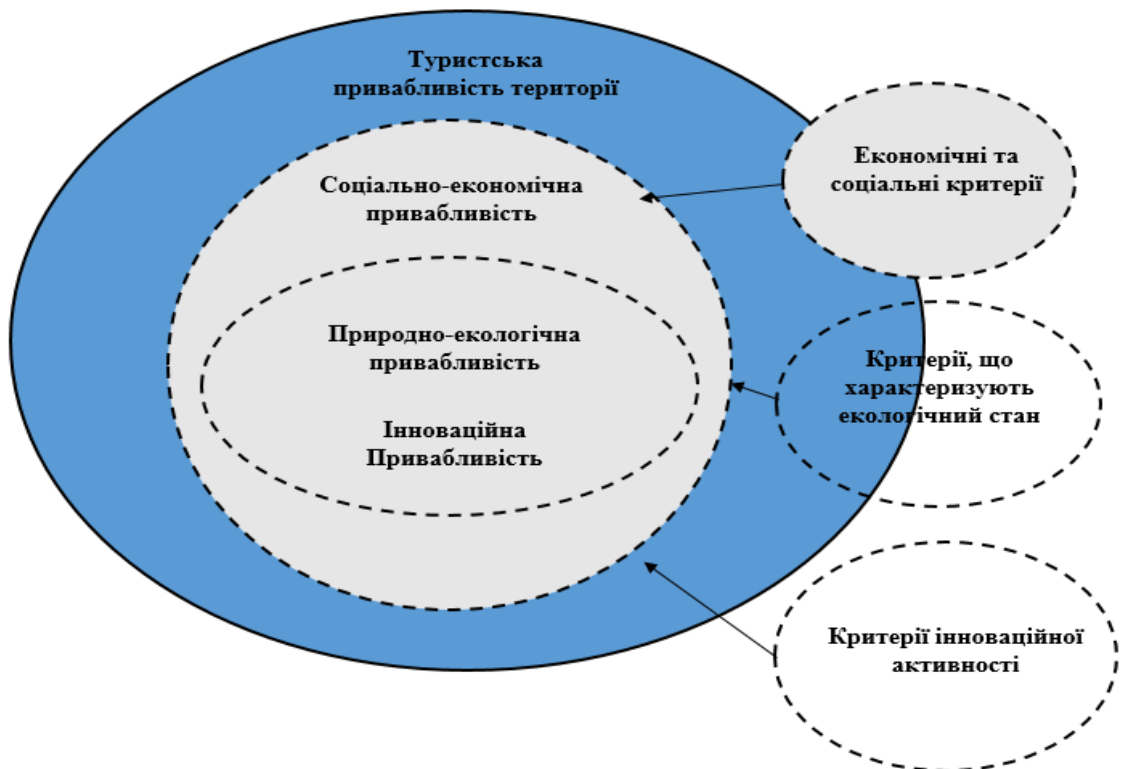 Туристська
привабливість території
Економічні та
соціальні критерії
Соціально-економічна
привабливість
Природно-екологічна
привабливість
Критерії, що
характеризують
екологічний стан
Інноваційна
Привабливість
Критерії інноваційної
активності